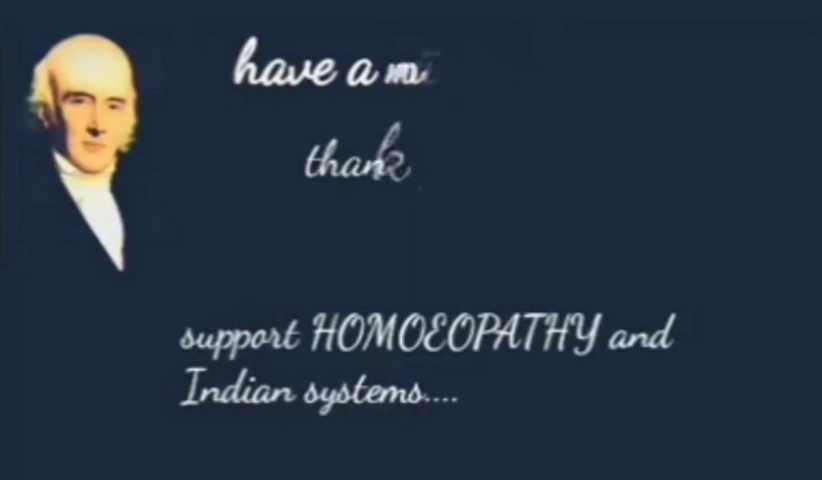 have a
thank
support HOMOEOPATHY and
Indian systems....